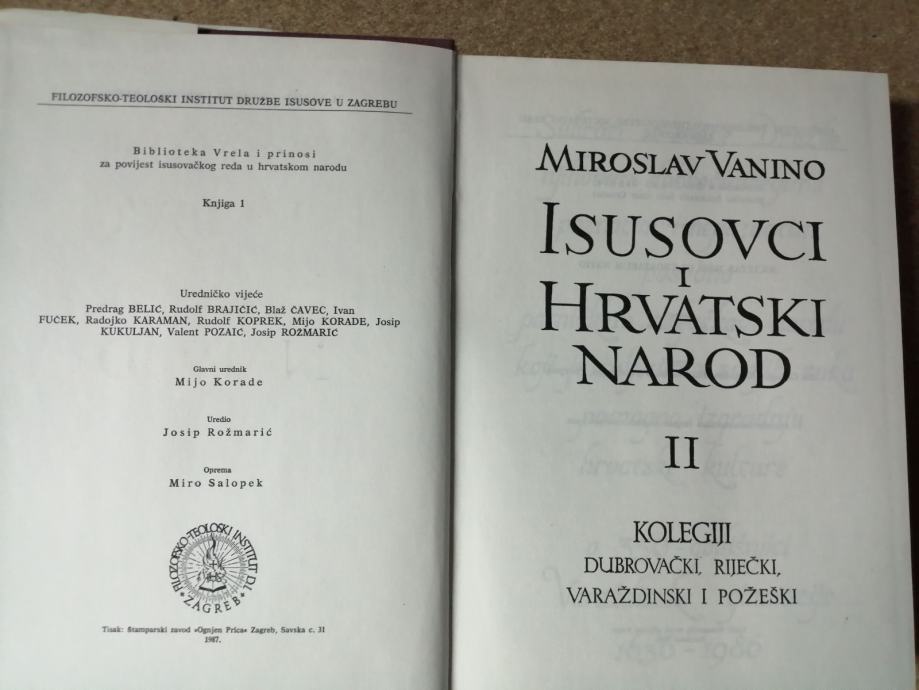 FILOZOFSKO-TEOLOŠKI INSTITUT DRUŽBE ISUSOVE U ZAGREBU
Biblioteka Vrela i prinosi
za povijest isusovačkog reda u hrvatskom narodu
Knjiga 1
Uredničko vijeće
Predrag BELIĆ, Rudolf BRAJIČIĆ, Blaž ČAVEC, Ivan
FUČEK, Radojko KARAMAN, Rudolf KOPREK, Mijo KORADE, Josip
KUKULJAN, Valent POZAIĆ, Josip ROŽMARIĆ
Glavni urednik
Mijo Korade
Uredio
Josip Rožmarić
Oprema
Miro Salopek
FILOZOFSKO-TEOLOŠKI INSTITUT D.I.
ZAGREB
Tisak: Štamparski zavod »Ognjen Prica« Zagreb, Savska c. 31
1987.
MIROSLAV VANINO
ISUSOVCI
I
HRVATSKI
NAROD
II
KOLEGIJI
DUBROVAČKI, RIJEČKI,
VARAŽDINSKI I POŽEŠKI